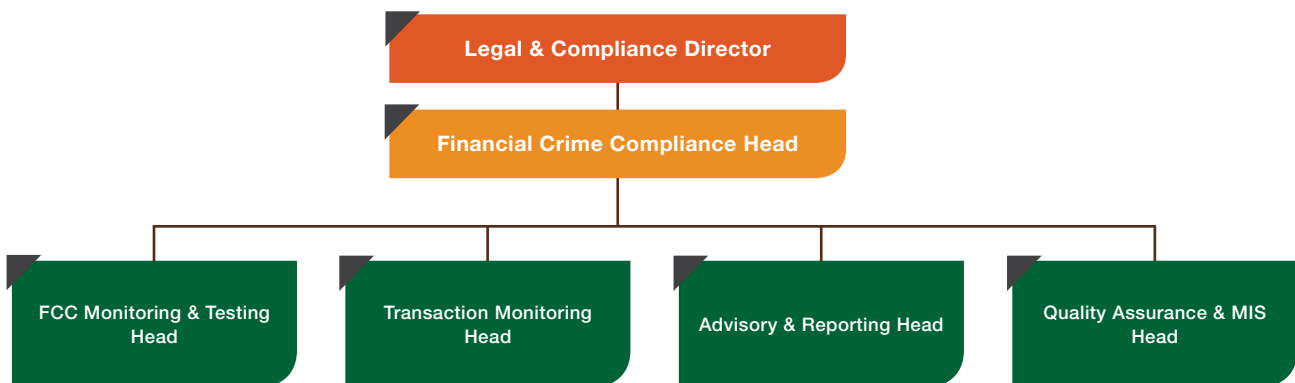 Legal & Compliance Director
Financial Crime Compliance Head
FCC Monitoring & Testing
Head
Transaction Monitoring
Head
Advisory & Reporting Head
Quality Assurance & MIS
Head